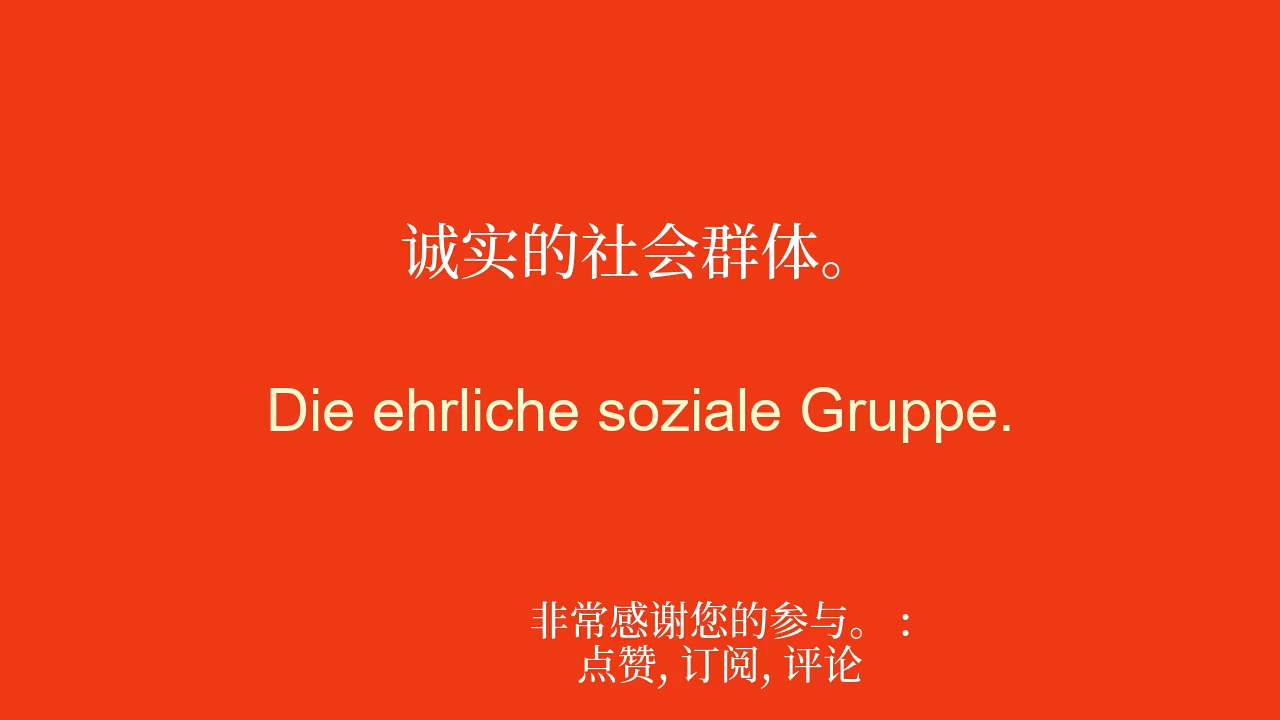 诚实的社会群体。
Die ehrliche soziale Gruppe.
非常感谢您的参与。 :
点赞, 订阅, 评论